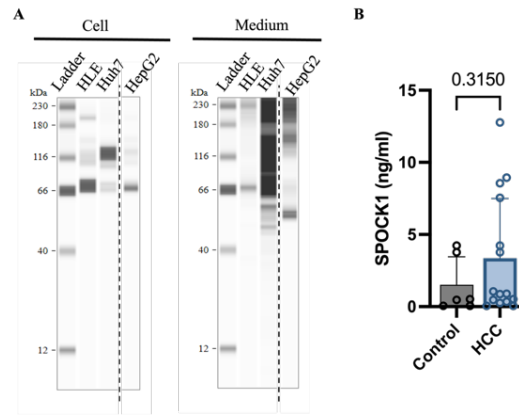 A
Cell
Medium
Ladder
HLE
Huh7
HepG2
kDa
230
180
116
66
40
12
Ladder
HLE
Huh7
HepG2
kDa
230
180
116
66
40
12
B
0.3150
SPOCK1 (ng/ml)
15
10
5
0
Control
HCC